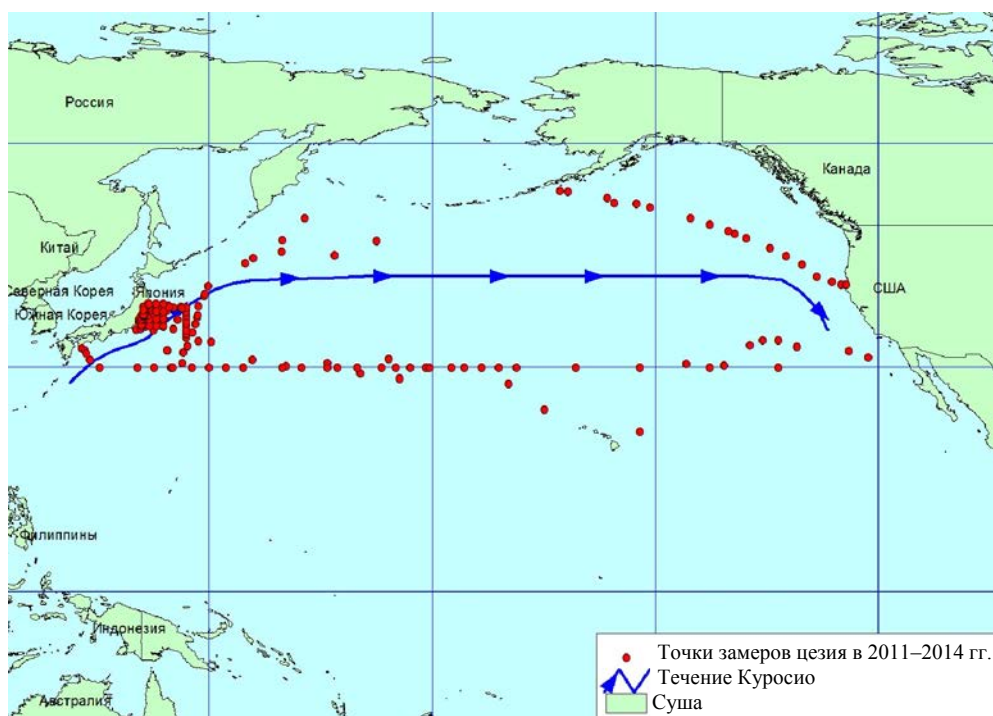 Россия
Канада
Китай
Северная Корея
Япония
США
Южная Корея
Филиппины
Индонезия
Австралия
Точки замеров цезия в 2011–2014 гг.
Течение Куросио
Суша